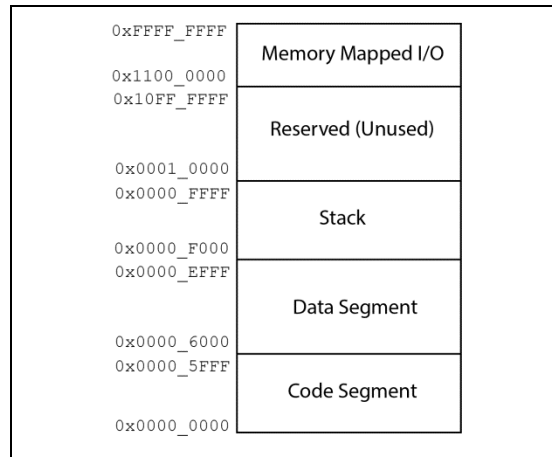 0xFFFF_FFFF
Memory Mapped I/O
0x1100_0000
0x10FF_FFFF
Reserved (Unused)
0x0001_0000
0x0000_FFFF
Stack
0x0000_F000
0x0000_EFFF
Data Segment
0x0000_6000
0x0000_5FFF
Code Segment
0x0000_0000